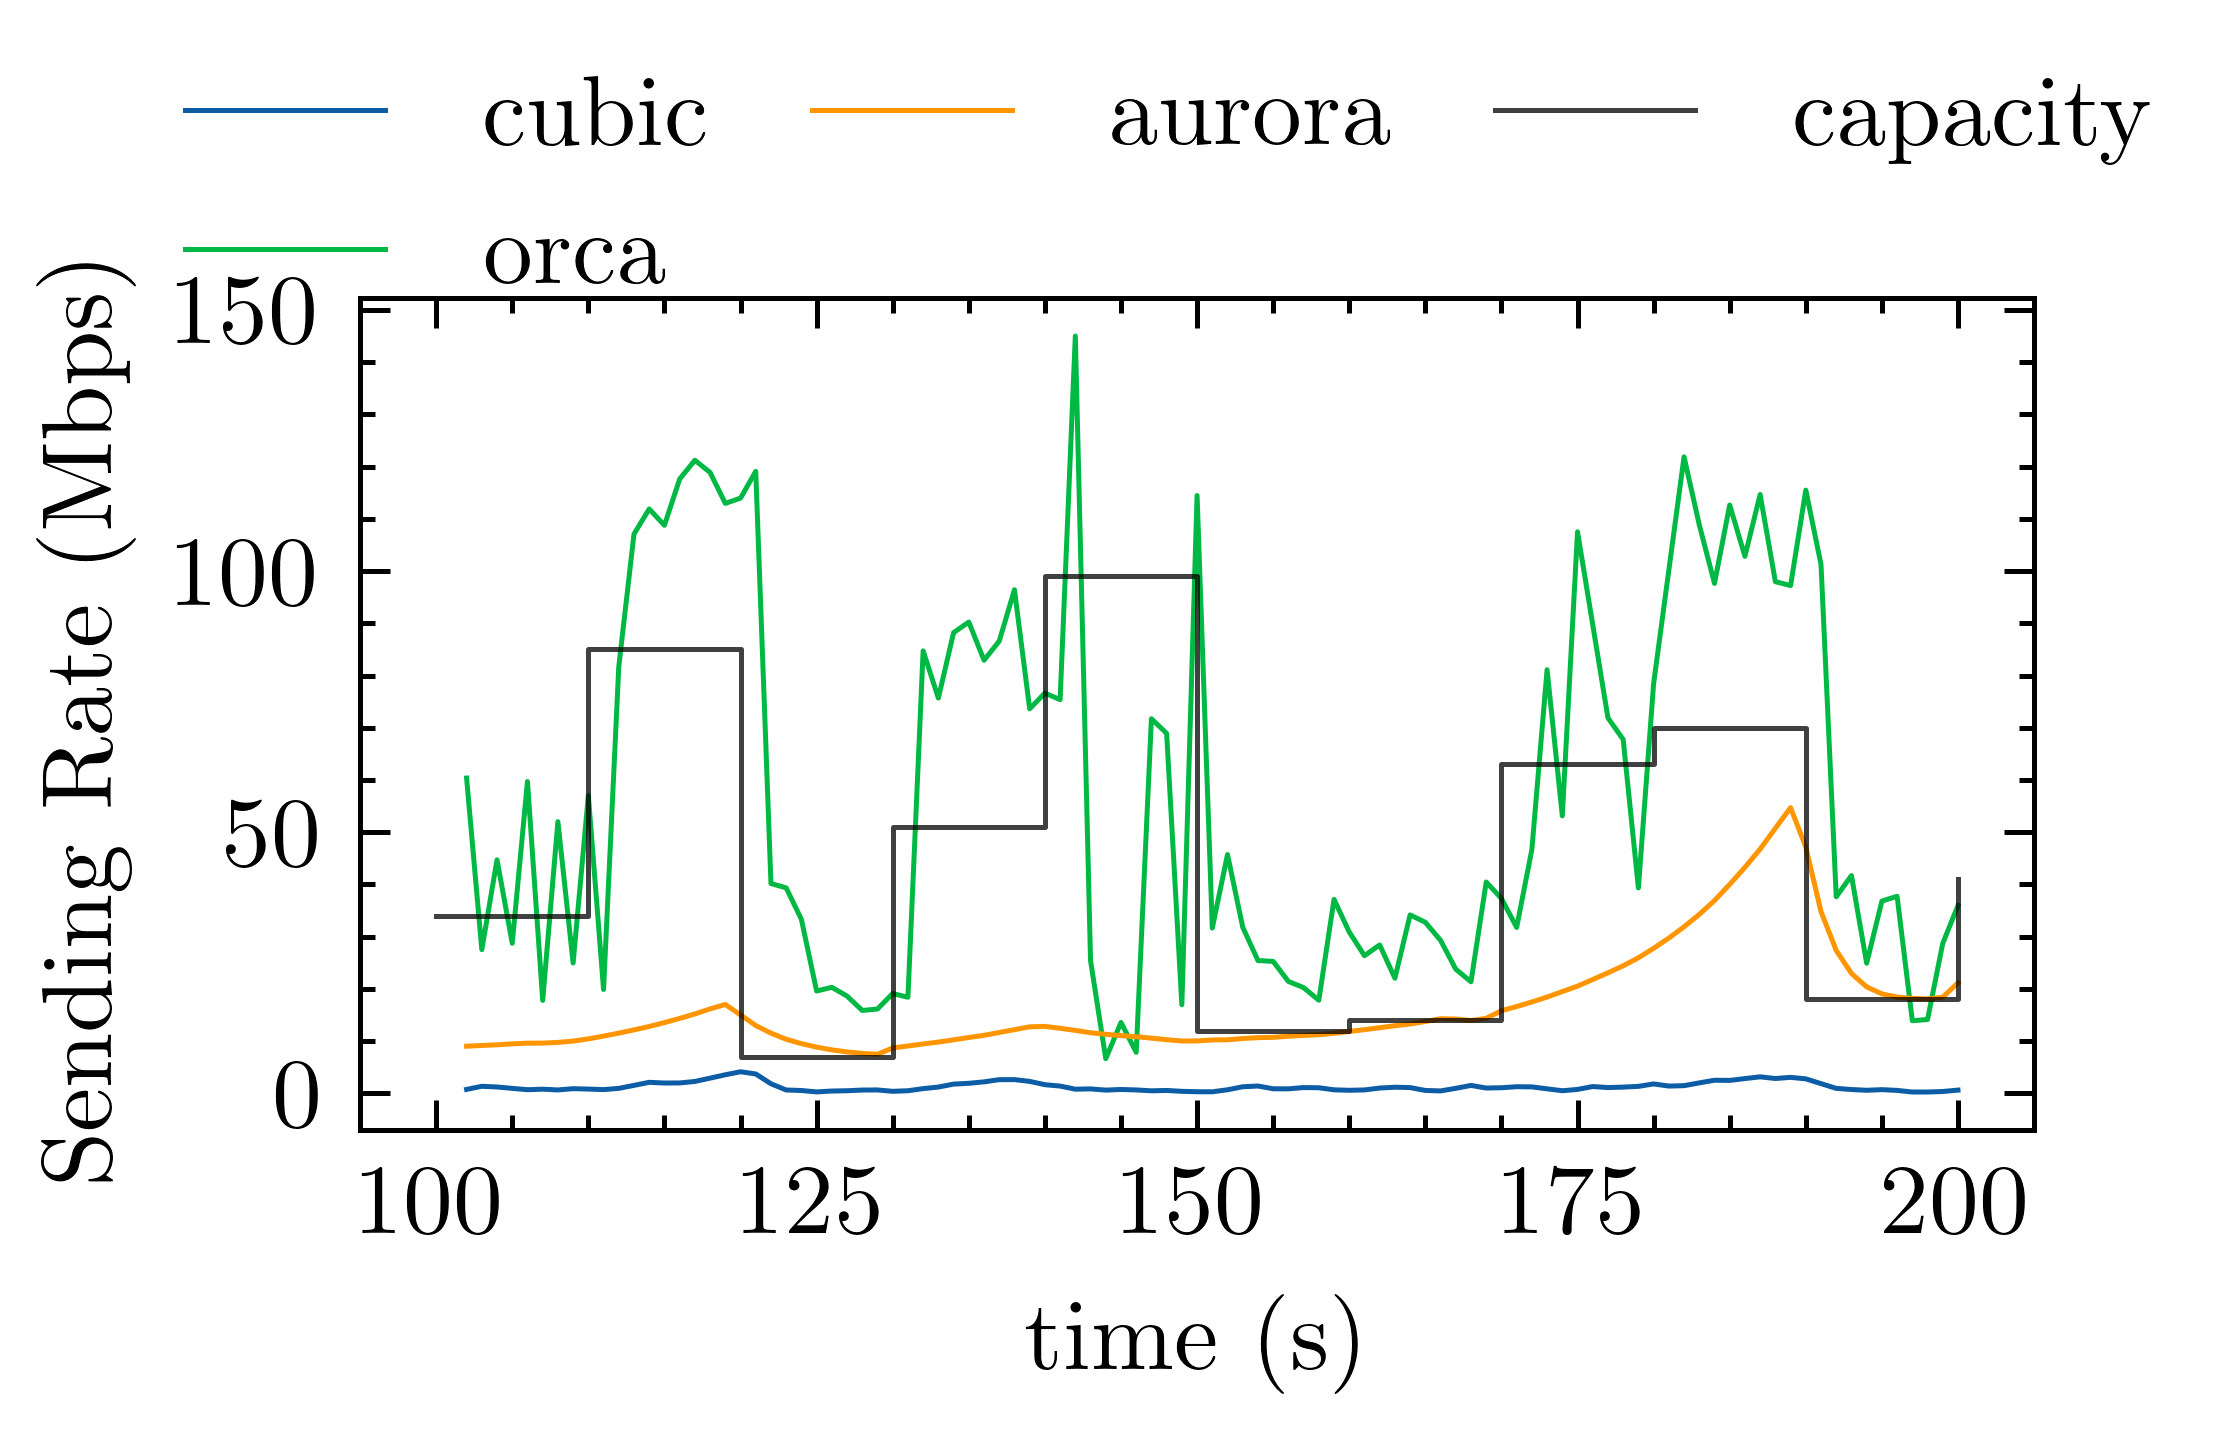 cubic aurora capacity
orca
Sending Rate (Mbps)
150
100
50
0
100 125 150 175 200
time (s)